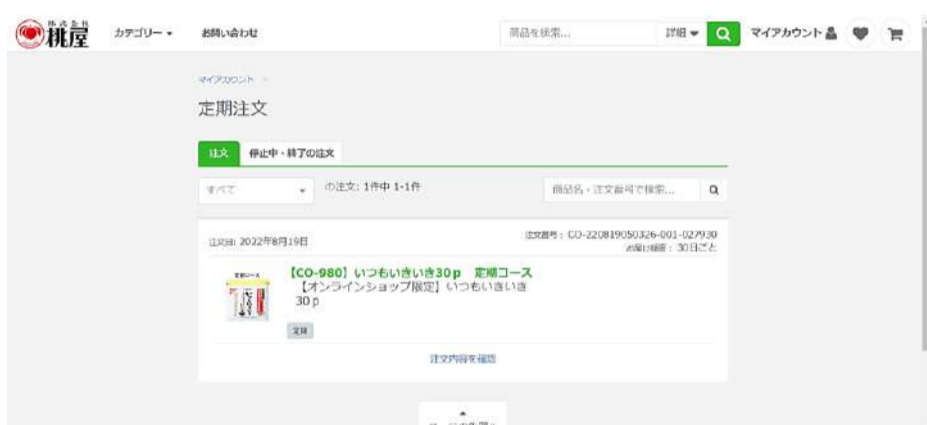 株式会社
桃屋
カテゴリー
お問い合わせ
商品を検索...
詳細
マイアカウント
マイアカウント
定期注文
注文
停止中・終了の注文
すべて
の注文: 1件中 1-1件
商品名・注文番号で検索...
注文日: 2022年8月19日
注文番号: CO-220819050326-001-027930
お届け頻度: 30日ごと
定期コース
【CO-980】いつもいきいき30p 定期コース
【オンラインショップ限定】いつもいきいき
30p
定期
注文内容を確認